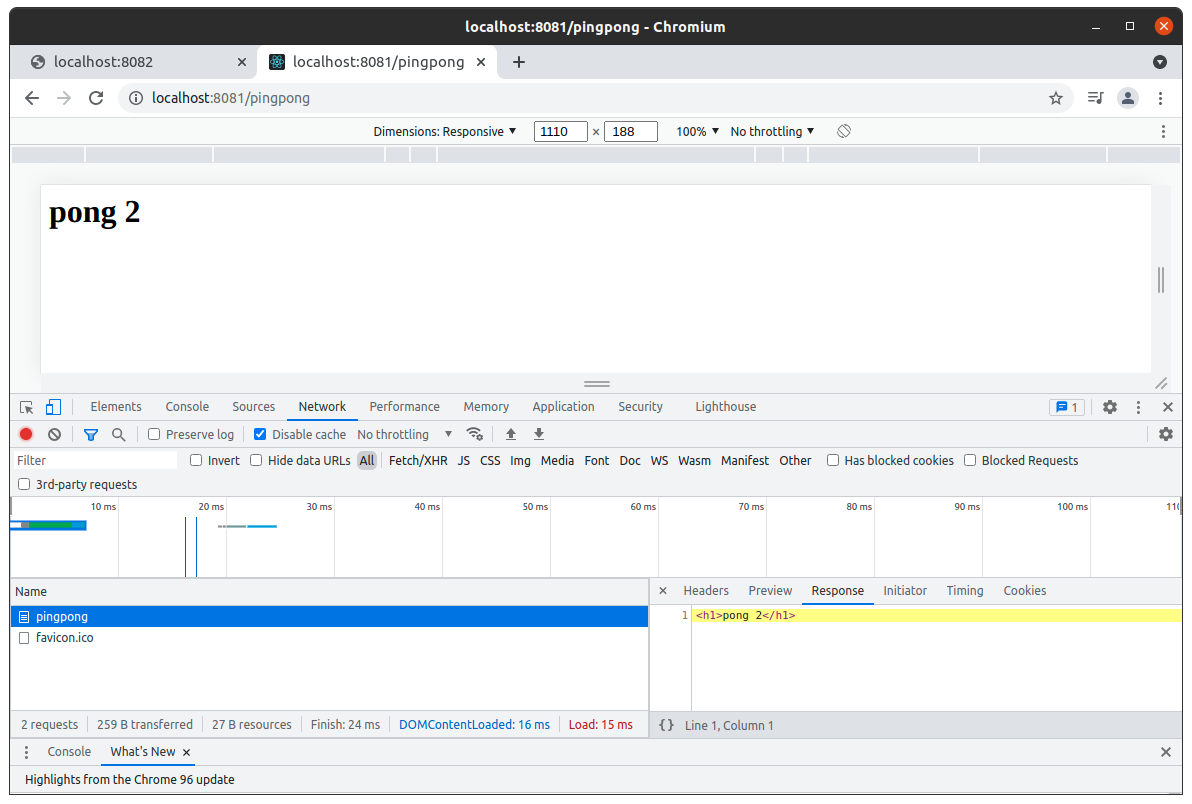 localhost:8081/pingpong - Chromium
localhost:8082
localhost:8081/pingpong
localhost:8081/pingpong
Dimensions: Responsive 1110 × 188 100% No throttling
pong 2
Elements Console Sources Network Performance Memory Application Security Lighthouse 1
Preserve log Disable cache No throttling
Filter Invert Hide data URLs All Fetch/XHR JS CSS Img Media Font Doc WS Wasm Manifest Other Has blocked cookies Blocked Requests
3rd-party requests
10 ms 20 ms 30 ms 40 ms 50 ms 60 ms 70 ms 80 ms 90 ms 100 ms 110
Name
Headers Preview Response Initiator Timing Cookies
pingpong
favicon.ico
1 <h1>pong 2</h1>
2 requests 259 B transferred 27 B resources Finish: 24 ms DOMContentLoaded: 16 ms Load: 15 ms
{} Line 1, Column 1
Console What's New
Highlights from the Chrome 96 update